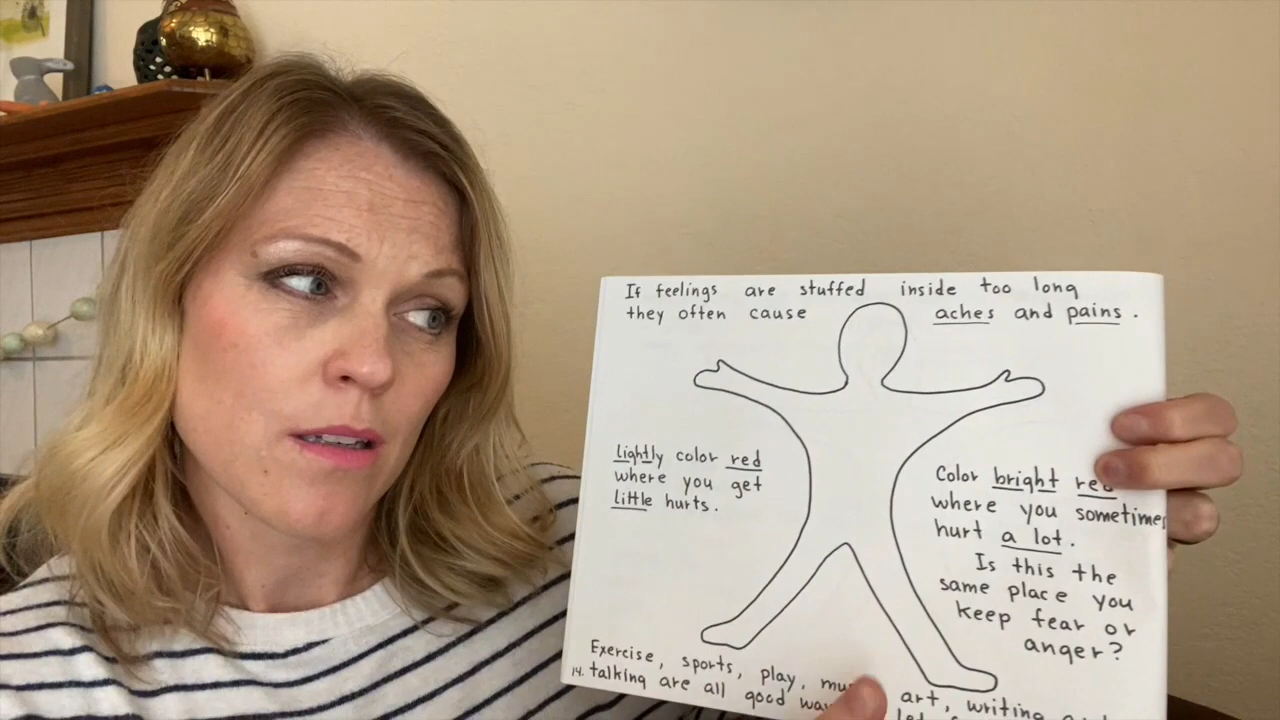 If feelings are stuffed inside too long
they often cause aches and pains.
lightly color red
where you get
little hurts.
Color bright red
where you sometimes
hurt a lot.
Is this the
same place you
keep fear or
anger?
Exercise, sports, play, art, writing
14. talking are all good